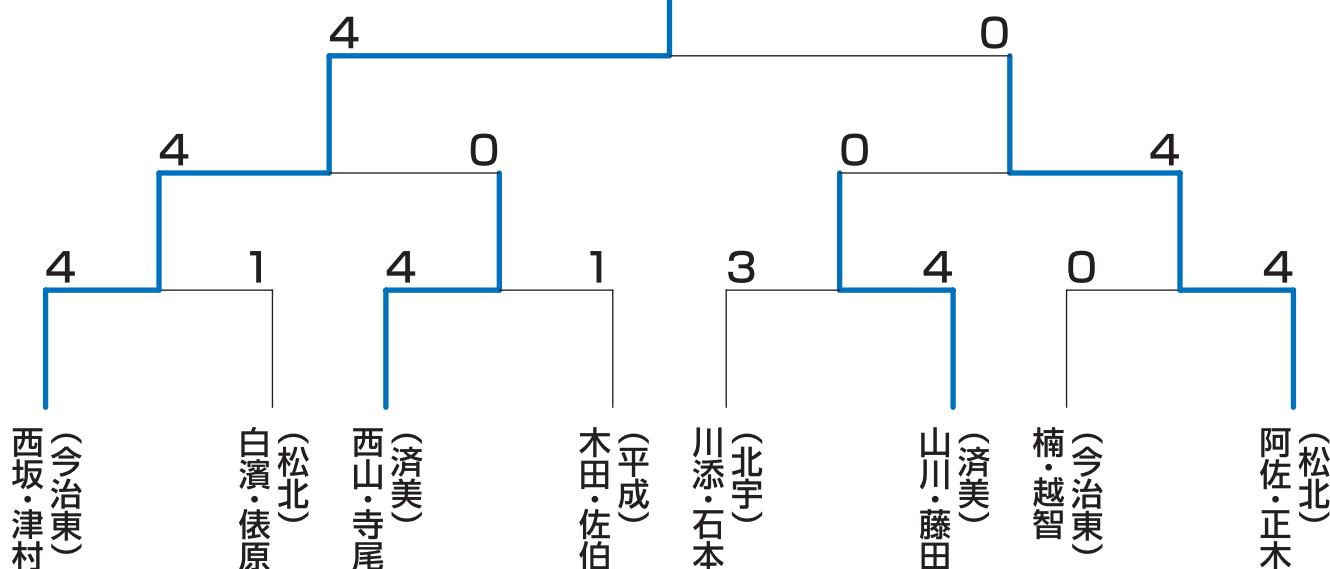 4 0
4 0 0 4
4 1 4 1 3 4 0 4
西坂・津村
(今治東)
白濱・俵原
(松北)
西山・寺尾
(済美)
木田・佐伯
(平成)
川添・石本
(北宇)
山川・藤田
(済美)
楠・越智
(今治東)
阿佐・正木
(松北)